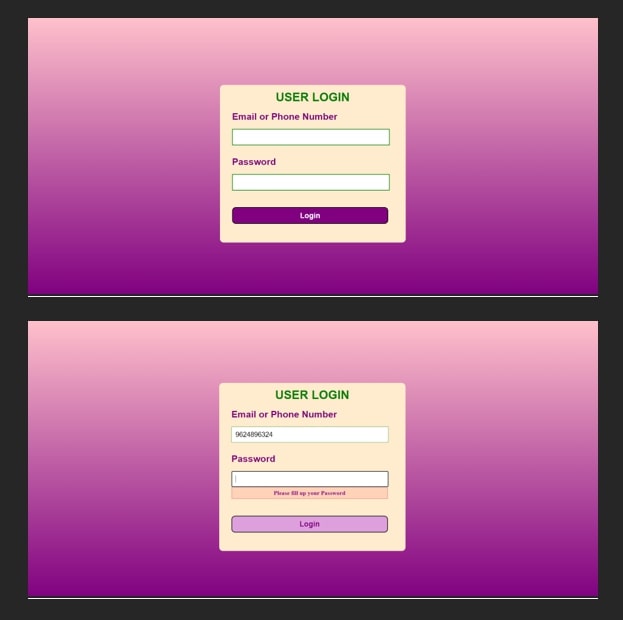 USER LOGIN
Email or Phone Number
Password
Login
USER LOGIN
Email or Phone Number
9624896324
Password
Please fill up your Password
Login